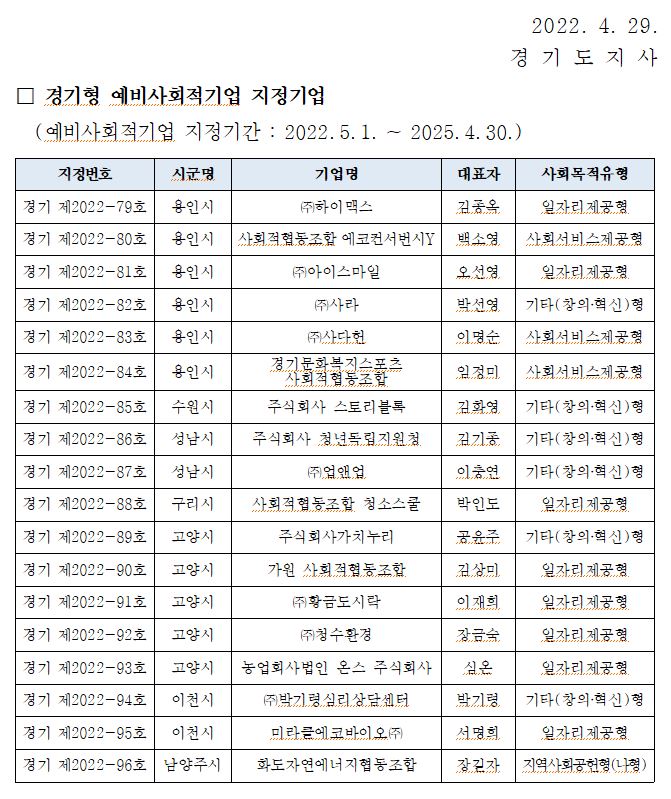 2022. 4. 29.
경 기 도 지 사
□ 경기형 예비사회적기업 지정기업
(예비사회적기업 지정기간 : 2022.5.1. ~ 2025.4.30.)
지정번호 시군명 기업명 대표자 사회목적유형
경기 제2022-79호 용인시 ㈜하이맥스 김종옥 일자리제공형
경기 제2022-80호 용인시 사회적협동조합 에코컨서번시Y 백소영 사회서비스제공형
경기 제2022-81호 용인시 ㈜아이스마일 오선영 일자리제공형
경기 제2022-82호 용인시 ㈜사라 박선영 기타(창의·혁신)형
경기 제2022-83호 용인시 ㈜사다헌 이명순 사회서비스제공형
경기 제2022-84호 용인시 경기문화복지스포츠
사회적협동조합 임정미 사회서비스제공형
경기 제2022-85호 수원시 주식회사 스토리블록 김화영 기타(창의·혁신)형
경기 제2022-86호 성남시 주식회사 청년독립지원청 김기종 기타(창의·혁신)형
경기 제2022-87호 성남시 ㈜업앤업 이충연 기타(창의·혁신)형
경기 제2022-88호 구리시 사회적협동조합 청소스쿨 박인도 일자리제공형
경기 제2022-89호 고양시 주식회사가치누리 공윤주 기타(창의·혁신)형
경기 제2022-90호 고양시 가원 사회적협동조합 김상미 일자리제공형
경기 제2022-91호 고양시 ㈜황금도시락 이재희 일자리제공형
경기 제2022-92호 고양시 ㈜청수환경 장금숙 일자리제공형
경기 제2022-93호 고양시 농업회사법인 온스 주식회사 심온 일자리제공형
경기 제2022-94호 이천시 ㈜박기령심리상담센터 박기령 기타(창의·혁신)형
경기 제2022-95호 이천시 미라클에코바이오㈜ 서명희 일자리제공형
경기 제2022-96호 남양주시 화도자연에너지협동조합 장길자 지역사회공헌형(나형)